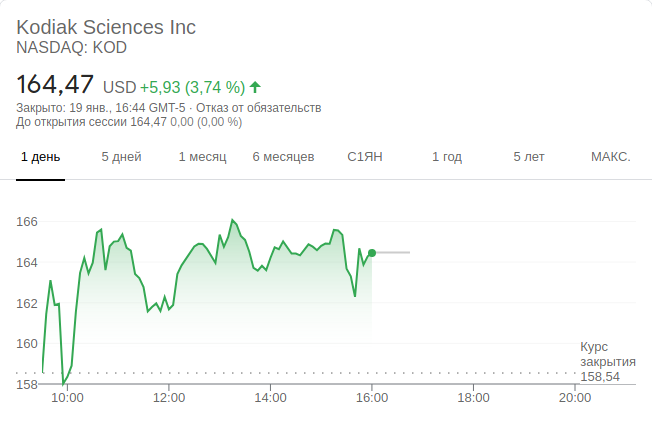 Kodiak Sciences Inc
NASDAQ: KOD
164,47 USD +5,93 (3,74 %)
Закрыто: 19 янв., 16:44 GMT-5 · Отказ от обязательств
До открытия сессии 164,47 0,00 (0,00 %)
1 день 5 дней 1 месяц 6 месяцев С1ЯН 1 год 5 лет МАКС.
166
164
162
160
158
Курс
закрытия
158,54
10:00 12:00 14:00 16:00 18:00 20:00